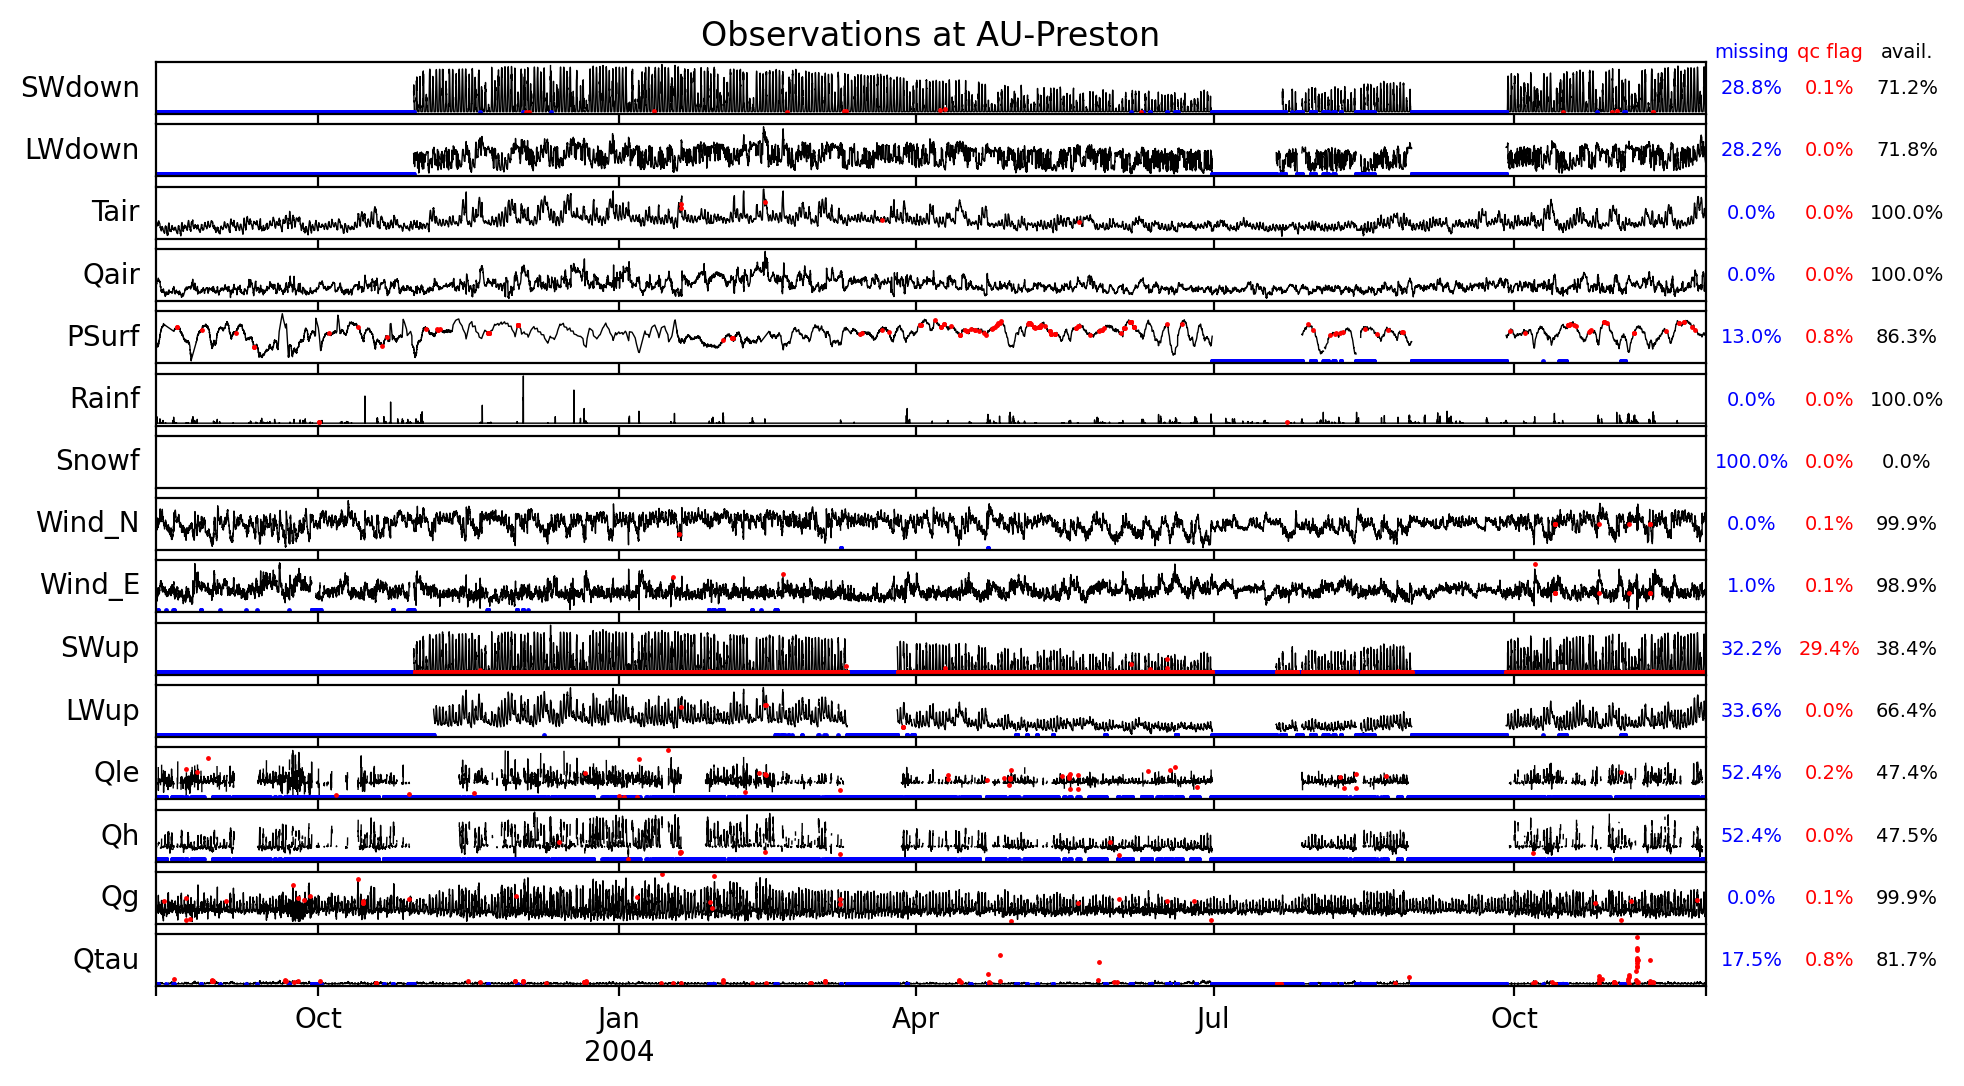 Observations at AU-Preston
missing qc flag avail.
SWdown 28.8% 0.1% 71.2%
LWdown 28.2% 0.0% 71.8%
Tair 0.0% 0.0% 100.0%
Qair 0.0% 0.0% 100.0%
PSurf 13.0% 0.8% 86.3%
Rainf 0.0% 0.0% 100.0%
Snowf 100.0% 0.0% 0.0%
Wind_N 0.0% 0.1% 99.9%
Wind_E 1.0% 0.1% 98.9%
SWup 32.2% 29.4% 38.4%
LWup 33.6% 0.0% 66.4%
Qle 52.4% 0.2% 47.4%
Qh 52.4% 0.0% 47.5%
Qg 0.0% 0.1% 99.9%
Qtau 17.5% 0.8% 81.7%
Oct Jan Apr Jul Oct
2004